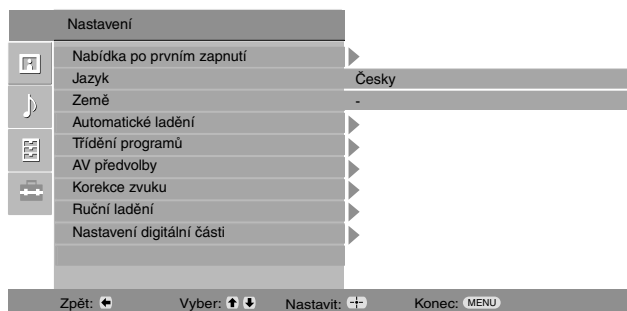 Nastavení
Nabídka po prvním zapnutí
Jazyk Česky
Země -
Automatické ladění
Třídění programů
AV předvolby
Korekce zvuku
Ruční ladění
Nastavení digitální části
Zpět: Vyber: Nastavit: Konec: MENU